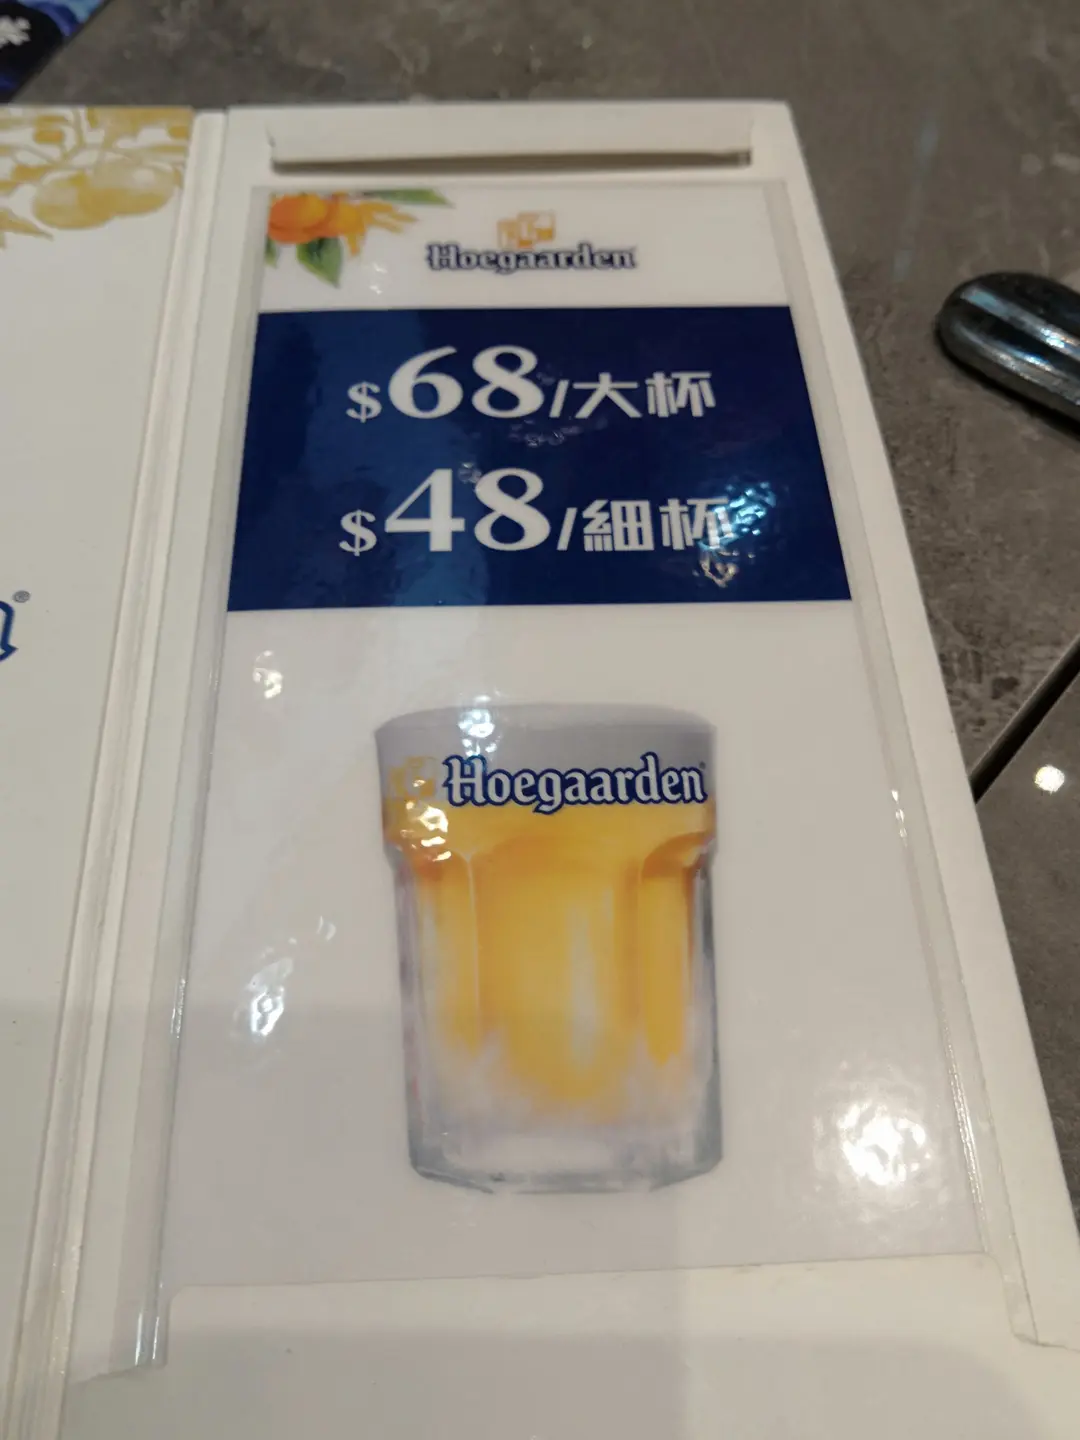 Hoegaarden
$68/大杯
$48/細杯
Hoegaarden®